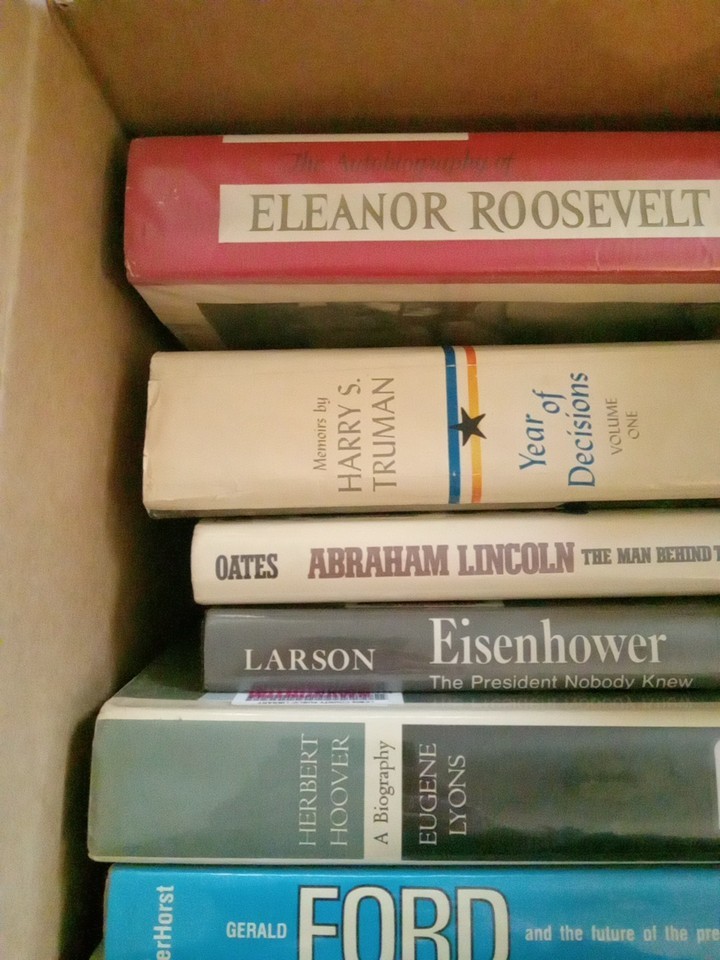 The Autobiography of
ELEANOR ROOSEVELT
Memoirs by
HARRY S.
TRUMAN
Year of
Decisions
VOLUME
ONE
OATES ABRAHAM LINCOLN THE MAN BEHIND T
LARSON Eisenhower
The President Nobody Knew
HERBERT
HOOVER
A Biography
EUGENE
LYONS
erHorst
GERALD FORD and the future of the pre